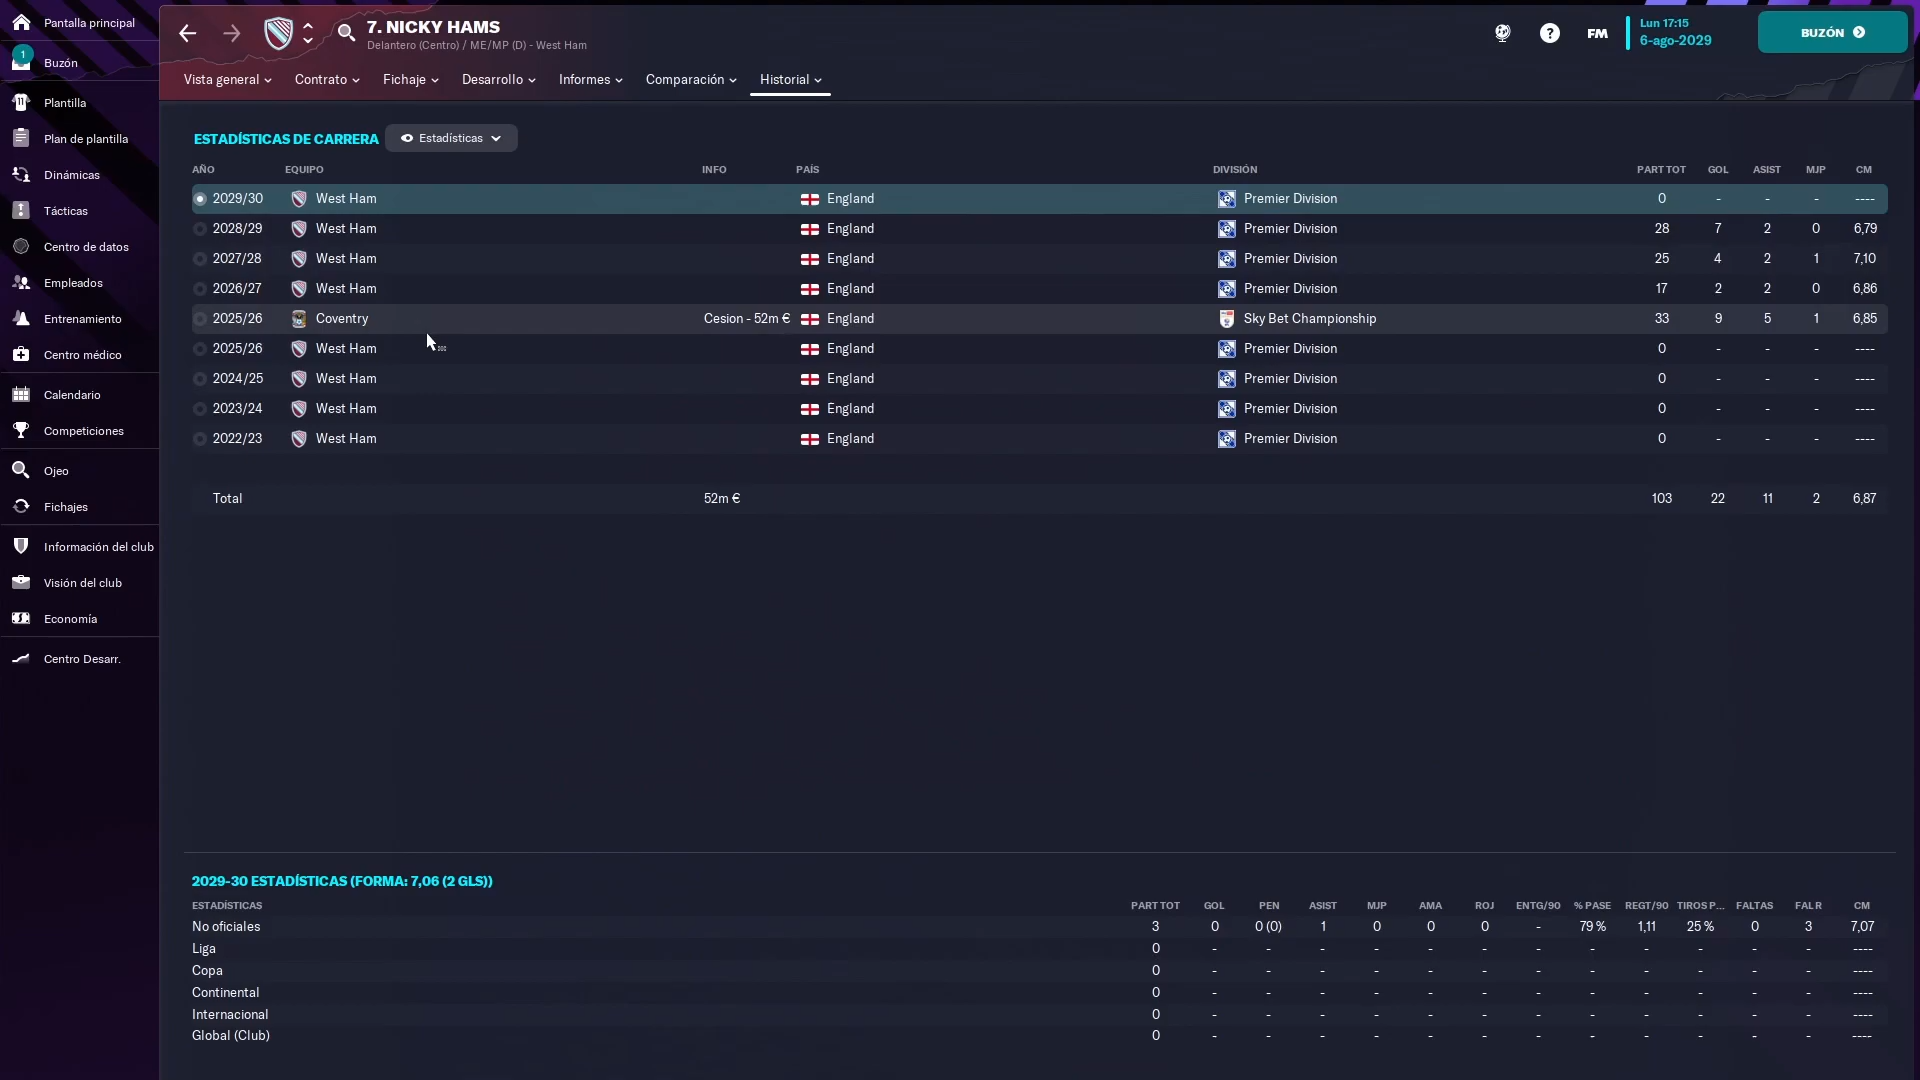 Pantalla principal
1
Buzón
Plantilla
Plan de plantilla
Dinámicas
Tácticas
Centro de datos
Empleados
Entrenamiento
Centro médico
Calendario
Competiciones
Ojeo
Fichajes
Información del club
Visión del club
Economía
Centro Desarr.
7. NICKY HAMS
Delantero (Centro) / ME/MP (D) - West Ham
? FM
Lun 17:15
6-ago-2029
BUZÓN
Vista general Contrato Fichaje Desarrollo Informes Comparación Historial
ESTADÍSTICAS DE CARRERA Estadísticas
AÑO EQUIPO INFO PAÍS DIVISIÓN PART TOT GOL ASIST MJP CM
2029/30 West Ham England Premier Division 0 - - - ----
2028/29 West Ham England Premier Division 28 7 2 0 6,79
2027/28 West Ham England Premier Division 25 4 2 1 7,10
2026/27 West Ham England Premier Division 17 2 2 0 6,86
2025/26 Coventry Cesion - 52m € England Sky Bet Championship 33 9 5 1 6,85
2025/26 West Ham England Premier Division 0 - - - ----
2024/25 West Ham England Premier Division 0 - - - ----
2023/24 West Ham England Premier Division 0 - - - ----
2022/23 West Ham England Premier Division 0 - - - ----
Total 52m € 103 22 11 2 6,87
2029-30 ESTADÍSTICAS (FORMA: 7,06 (2 GLS))
ESTADÍSTICAS PART TOT GOL PEN ASIST MJP AMA ROJ ENTG/90 % PASE REGT/90 TIROS P... FALTAS FAL R CM
No oficiales 3 0 0 (0) 1 0 0 0 - 79 % 1,11 25 % 0 3 7,07
Liga 0 - - - - - - - - - - - - ----
Copa 0 - - - - - - - - - - - - ----
Continental 0 - - - - - - - - - - - - ----
Internacional 0 - - - - - - - - - - - - ----
Global (Club) 0 - - - - - - - - - - - - ----